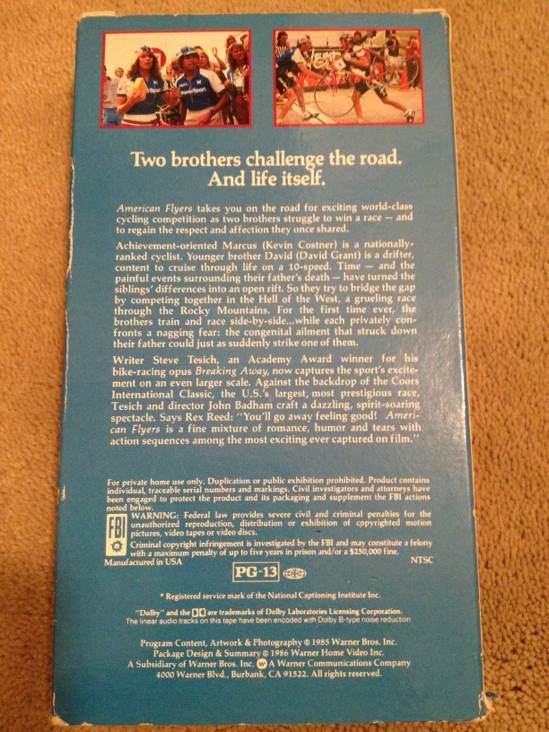 Two brothers challenge the road.
And life itself.
American Flyers takes you on the road for exciting world-class
cycling competition as two brothers struggle to win a race — and
to regain the respect and affection they once shared.
Achievement-oriented Marcus (Kevin Costner) is a nationally-
ranked cyclist. Younger brother David (David Grant) is a drifter,
content to cruise through life on a 10-speed. Time — and the
painful events surrounding their father's death — have turned the
siblings' differences into an open rift. So they try to bridge the gap
by competing together in the Hell of the West, a grueling race
through the Rocky Mountains. For the first time ever, the
brothers train and race side-by-side...while each privately con-
fronts a nagging fear: the congenital ailment that struck down
their father could just as suddenly strike one of them.
Writer Steve Tesich, an Academy Award winner for his
bike-racing opus Breaking Away, now captures the sport's excite-
ment on an even larger scale. Against the backdrop of the Coors
International Classic, the U.S.'s largest, most prestigious race,
Tesich and director John Badham craft a dazzling, spirit-soaring
spectacle. Says Rex Reed: "You'll go away feeling good! Ameri-
can Flyers is a fine mixture of romance, humor and tears with
action sequences among the most exciting ever captured on film."
For private home use only. Duplication or public exhibition prohibited. Product contains
individual, traceable serial numbers and markings. Civil investigators and attorneys have
been engaged to protect the product and its packaging and supplement the FBI actions
noted below.
FBI
WARNING: Federal law provides severe civil and criminal penalties for the
unauthorized reproduction, distribution or exhibition of copyrighted motion
pictures, video tapes or video discs.
Criminal copyright infringement is investigated by the FBI and may constitute a felony
with a maximum penalty of up to five years in prison and/or a $250,000 fine.
Manufactured in USA NTSC
PG-13
* Registered service mark of the National Captioning Institute Inc.
"Dolby" and the are trademarks of Dolby Laboratories Licensing Corporation.
The linear audio tracks on this tape have been encoded with Dolby B-type noise reduction
Program Content, Artwork & Photography © 1985 Warner Bros. Inc.
Package Design & Summary © 1986 Warner Home Video Inc.
A Subsidiary of Warner Bros. Inc. A Warner Communications Company
4000 Warner Blvd., Burbank, CA 91522. All rights reserved.